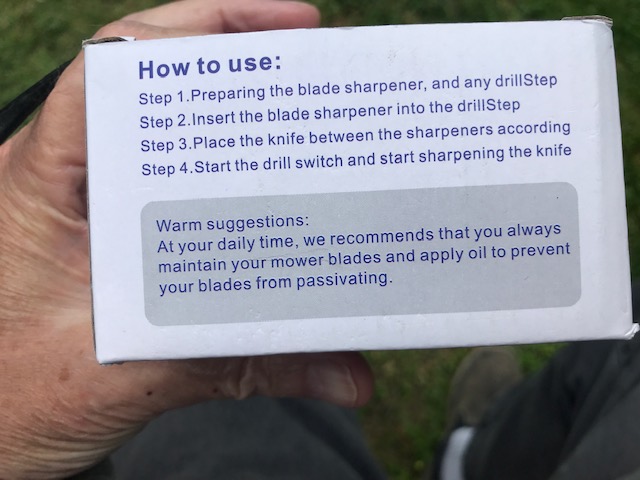 How to use:
Step 1.Preparing the blade sharpener, and any drillStep
Step 2.Insert the blade sharpener into the drillStep
Step 3.Place the knife between the sharpeners according
Step 4.Start the drill switch and start sharpening the knife
Warm suggestions:
At your daily time, we recommends that you always
maintain your mower blades and apply oil to prevent
your blades from passivating.